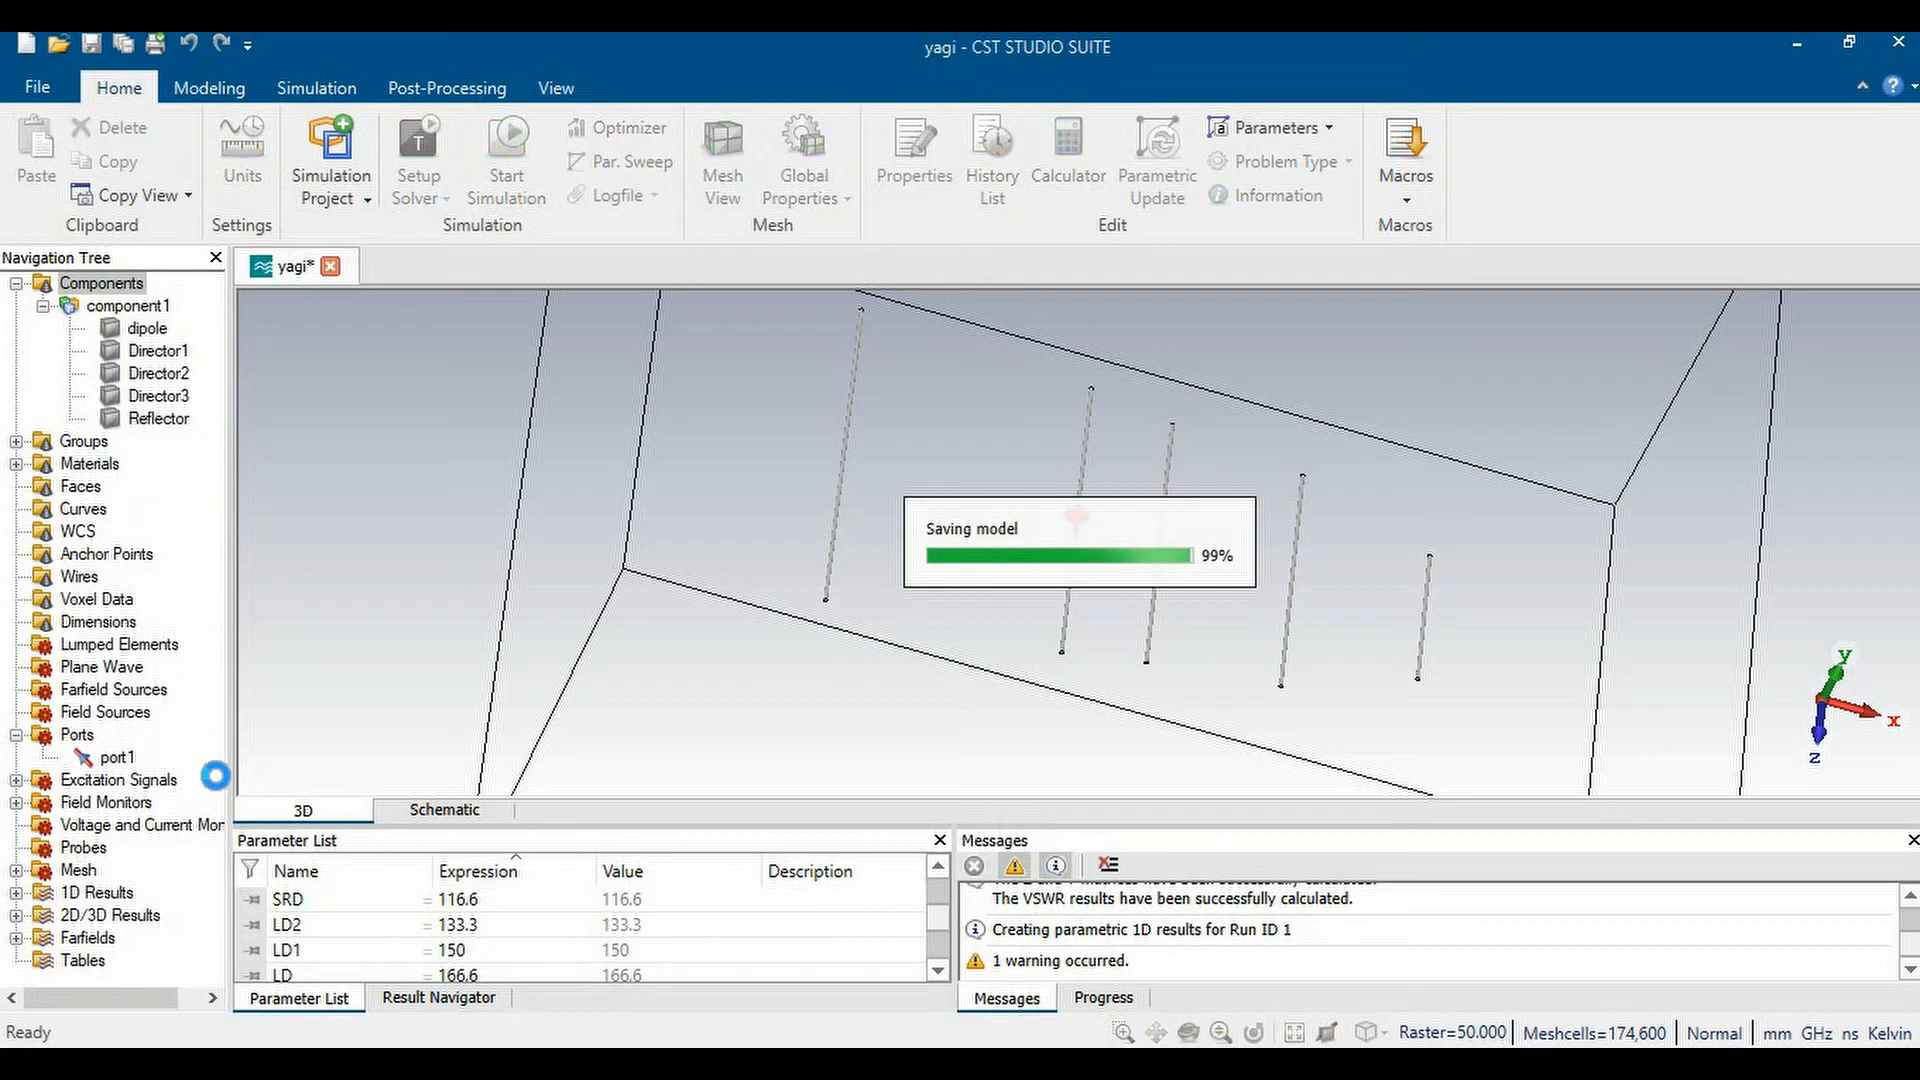 yagi - CST STUDIO SUITE
File
Home
Modeling
Simulation
Post-Processing
View
?
Paste
Delete
Copy
Copy View
Clipboard
Units
Settings
Simulation
Project
Setup
Solver
Start
Simulation
Optimizer
Par. Sweep
Logfile
Simulation
Mesh
View
Global
Properties
Mesh
Properties
History
List
Calculator
Parametric
Update
Parameters
Problem Type
Information
Edit
Macros
Macros
Navigation Tree
Components
component1
dipole
Director1
Director2
Director3
Reflector
Groups
Materials
Faces
Curves
WCS
Anchor Points
Wires
Voxel Data
Dimensions
Lumped Elements
Plane Wave
Farfield Sources
Field Sources
Ports
port1
Excitation Signals
Field Monitors
Voltage and Current Mon
Probes
Mesh
1D Results
2D/3D Results
Farfields
Tables
yagi*
Saving model
99%
y
x
z
3D
Schematic
Parameter List
Name Expression Value Description
SRD = 116.6 116.6
LD2 = 133.3 133.3
LD1 = 150 150
LD = 166.6 166.6
Parameter List
Result Navigator
Messages
The VSWR results have been successfully calculated.
Creating parametric 1D results for Run ID 1
1 warning occurred.
Messages
Progress
Ready
Raster=50.000
Meshcells=174,600
Normal
mm GHz ns Kelvin